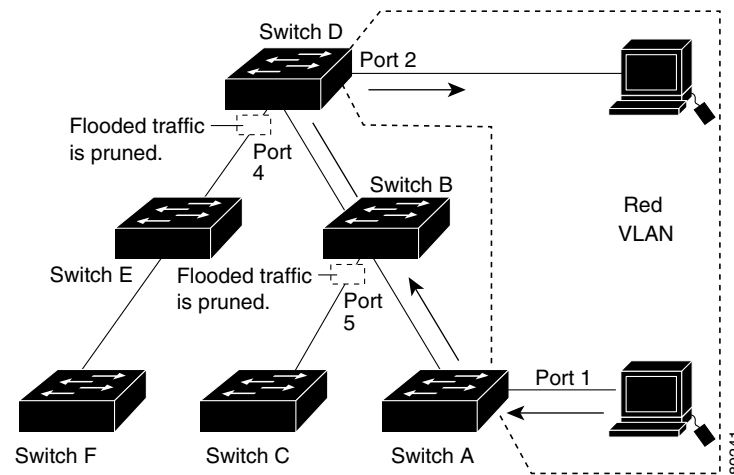 Switch D
Port 2
Flooded traffic
is pruned.
Port
4
Switch B
Red
VLAN
Switch E
Flooded traffic
is pruned.
Port
5
Port 1
Switch F
Switch C
Switch A